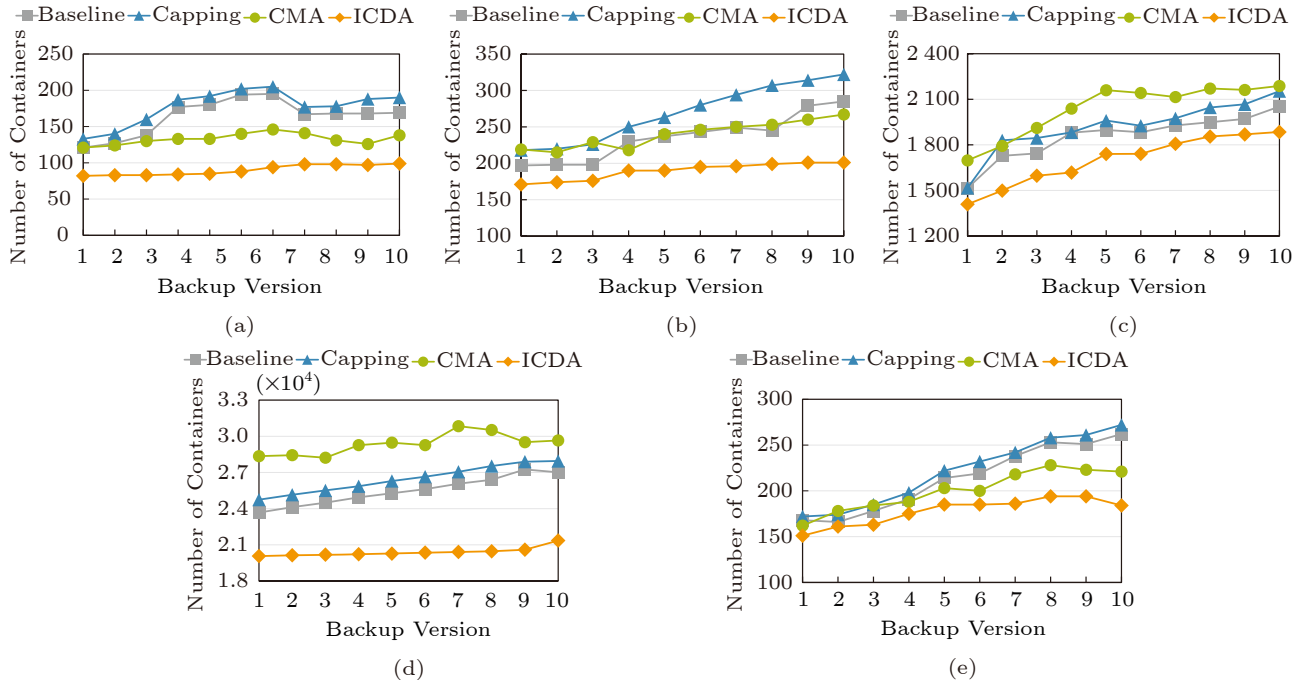 Baseline Capping CMA ICDA
Number of Containers
250
200
150
100
50
0
1 2 3 4 5 6 7 8 9 10
Backup Version
(a)
Baseline Capping CMA ICDA
Number of Containers
350
300
250
200
150
100
1 2 3 4 5 6 7 8 9 10
Backup Version
(b)
Baseline Capping CMA ICDA
Number of Containers
2 400
2 100
1 800
1 500
1 200
1 2 3 4 5 6 7 8 9 10
Backup Version
(c)
Baseline Capping CMA ICDA
(×10⁴)
Number of Containers
3.3
3.0
2.7
2.4
2.1
1.8
1 2 3 4 5 6 7 8 9 10
Backup Version
(d)
Baseline Capping CMA ICDA
Number of Containers
300
250
200
150
100
1 2 3 4 5 6 7 8 9 10
Backup Version
(e)